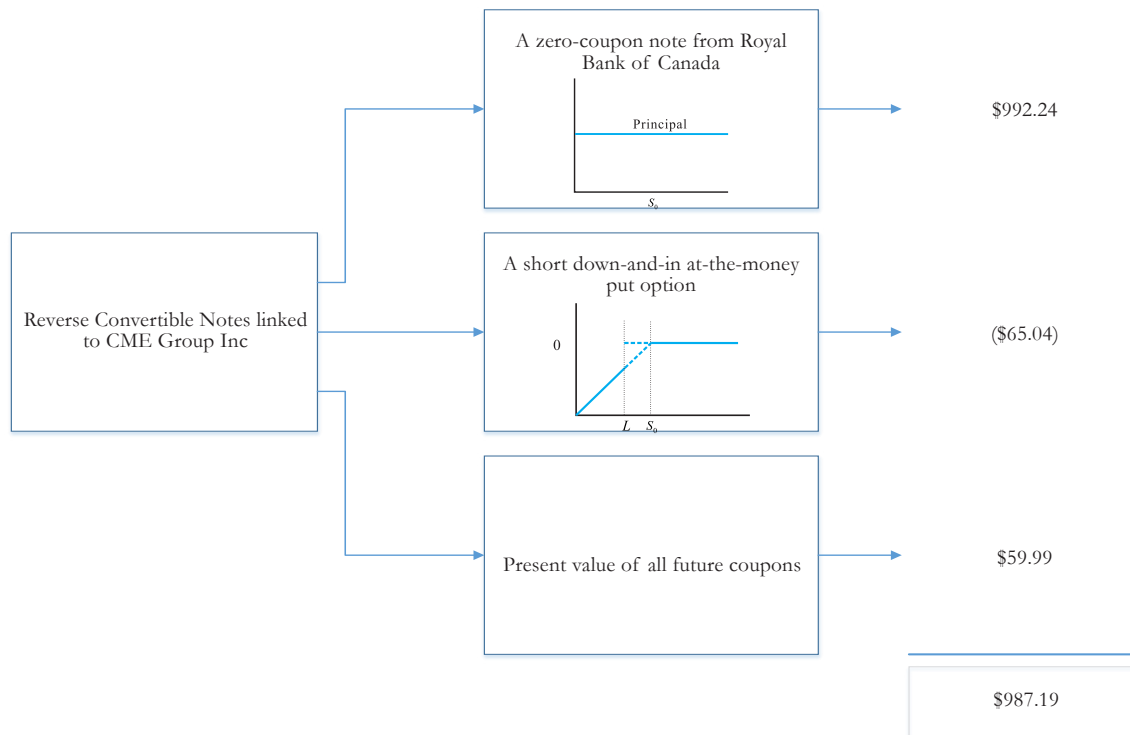 A zero-coupon note from Royal
Bank of Canada
Principal
S₀
$992.24
Reverse Convertible Notes linked
to CME Group Inc
A short down-and-in at-the-money
put option
0
L S₀
($65.04)
Present value of all future coupons
$59.99
$987.19